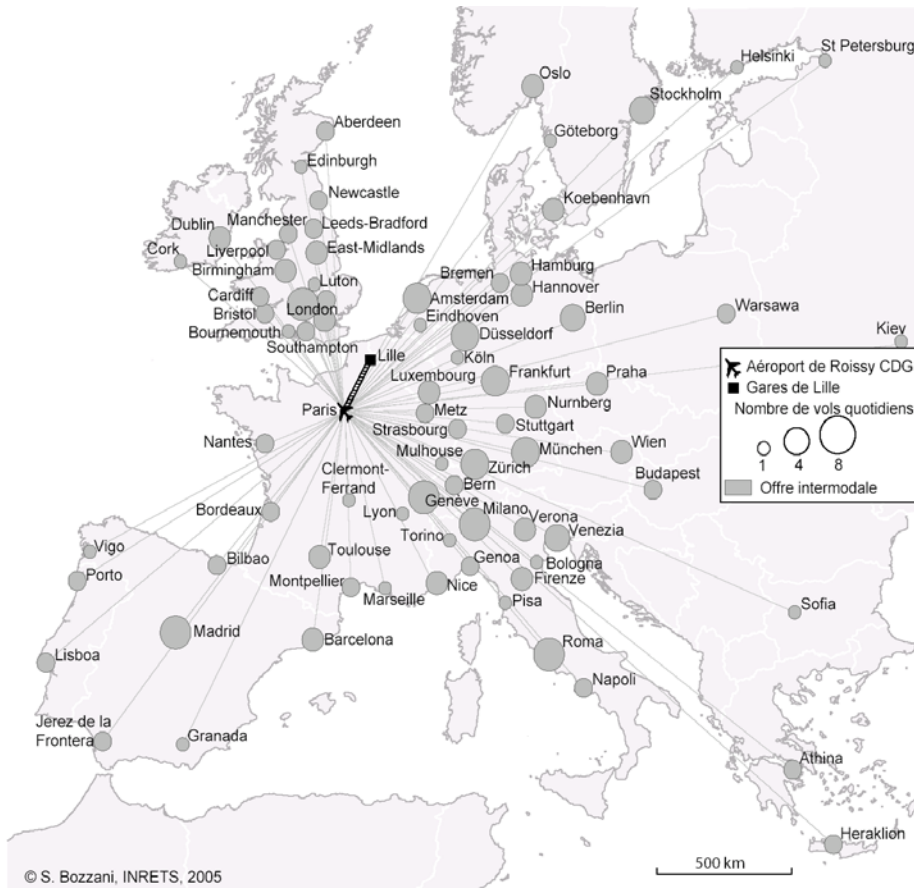 St Petersburg
Helsinki
Oslo
Stockholm
Aberdeen
Göteborg
Edinburgh
Newcastle
Koebenhavn
Dublin
Manchester
Leeds-Bradford
Cork
Liverpool
East-Midlands
Birmingham
Bremen
Hamburg
Luton
Hannover
Cardiff
London
Amsterdam
Berlin
Warsawa
Bristol
Eindhoven
Bournemouth
Düsseldorf
Kiev
Southampton
Lille
Köln
Luxembourg
Frankfurt
Praha
Paris
Metz
Nurnberg
Strasbourg
Stuttgart
Nantes
Mulhouse
München
Wien
Zürich
Clermont-
Ferrand
Bern
Budapest
Genève
Bordeaux
Lyon
Milano
Verona
Venezia
Torino
Vigo
Bilbao
Toulouse
Genoa
Bologna
Porto
Montpellier
Marseille
Nice
Firenze
Pisa
Sofia
Madrid
Barcelona
Roma
Lisboa
Napoli
Jerez de la
Frontera
Granada
Athina
Heraklion
Aéroport de Roissy CDG
Gares de Lille
Nombre de vols quotidiens
1 4 8
Offre intermodale
500 km
© S. Bozzani, INRETS, 2005